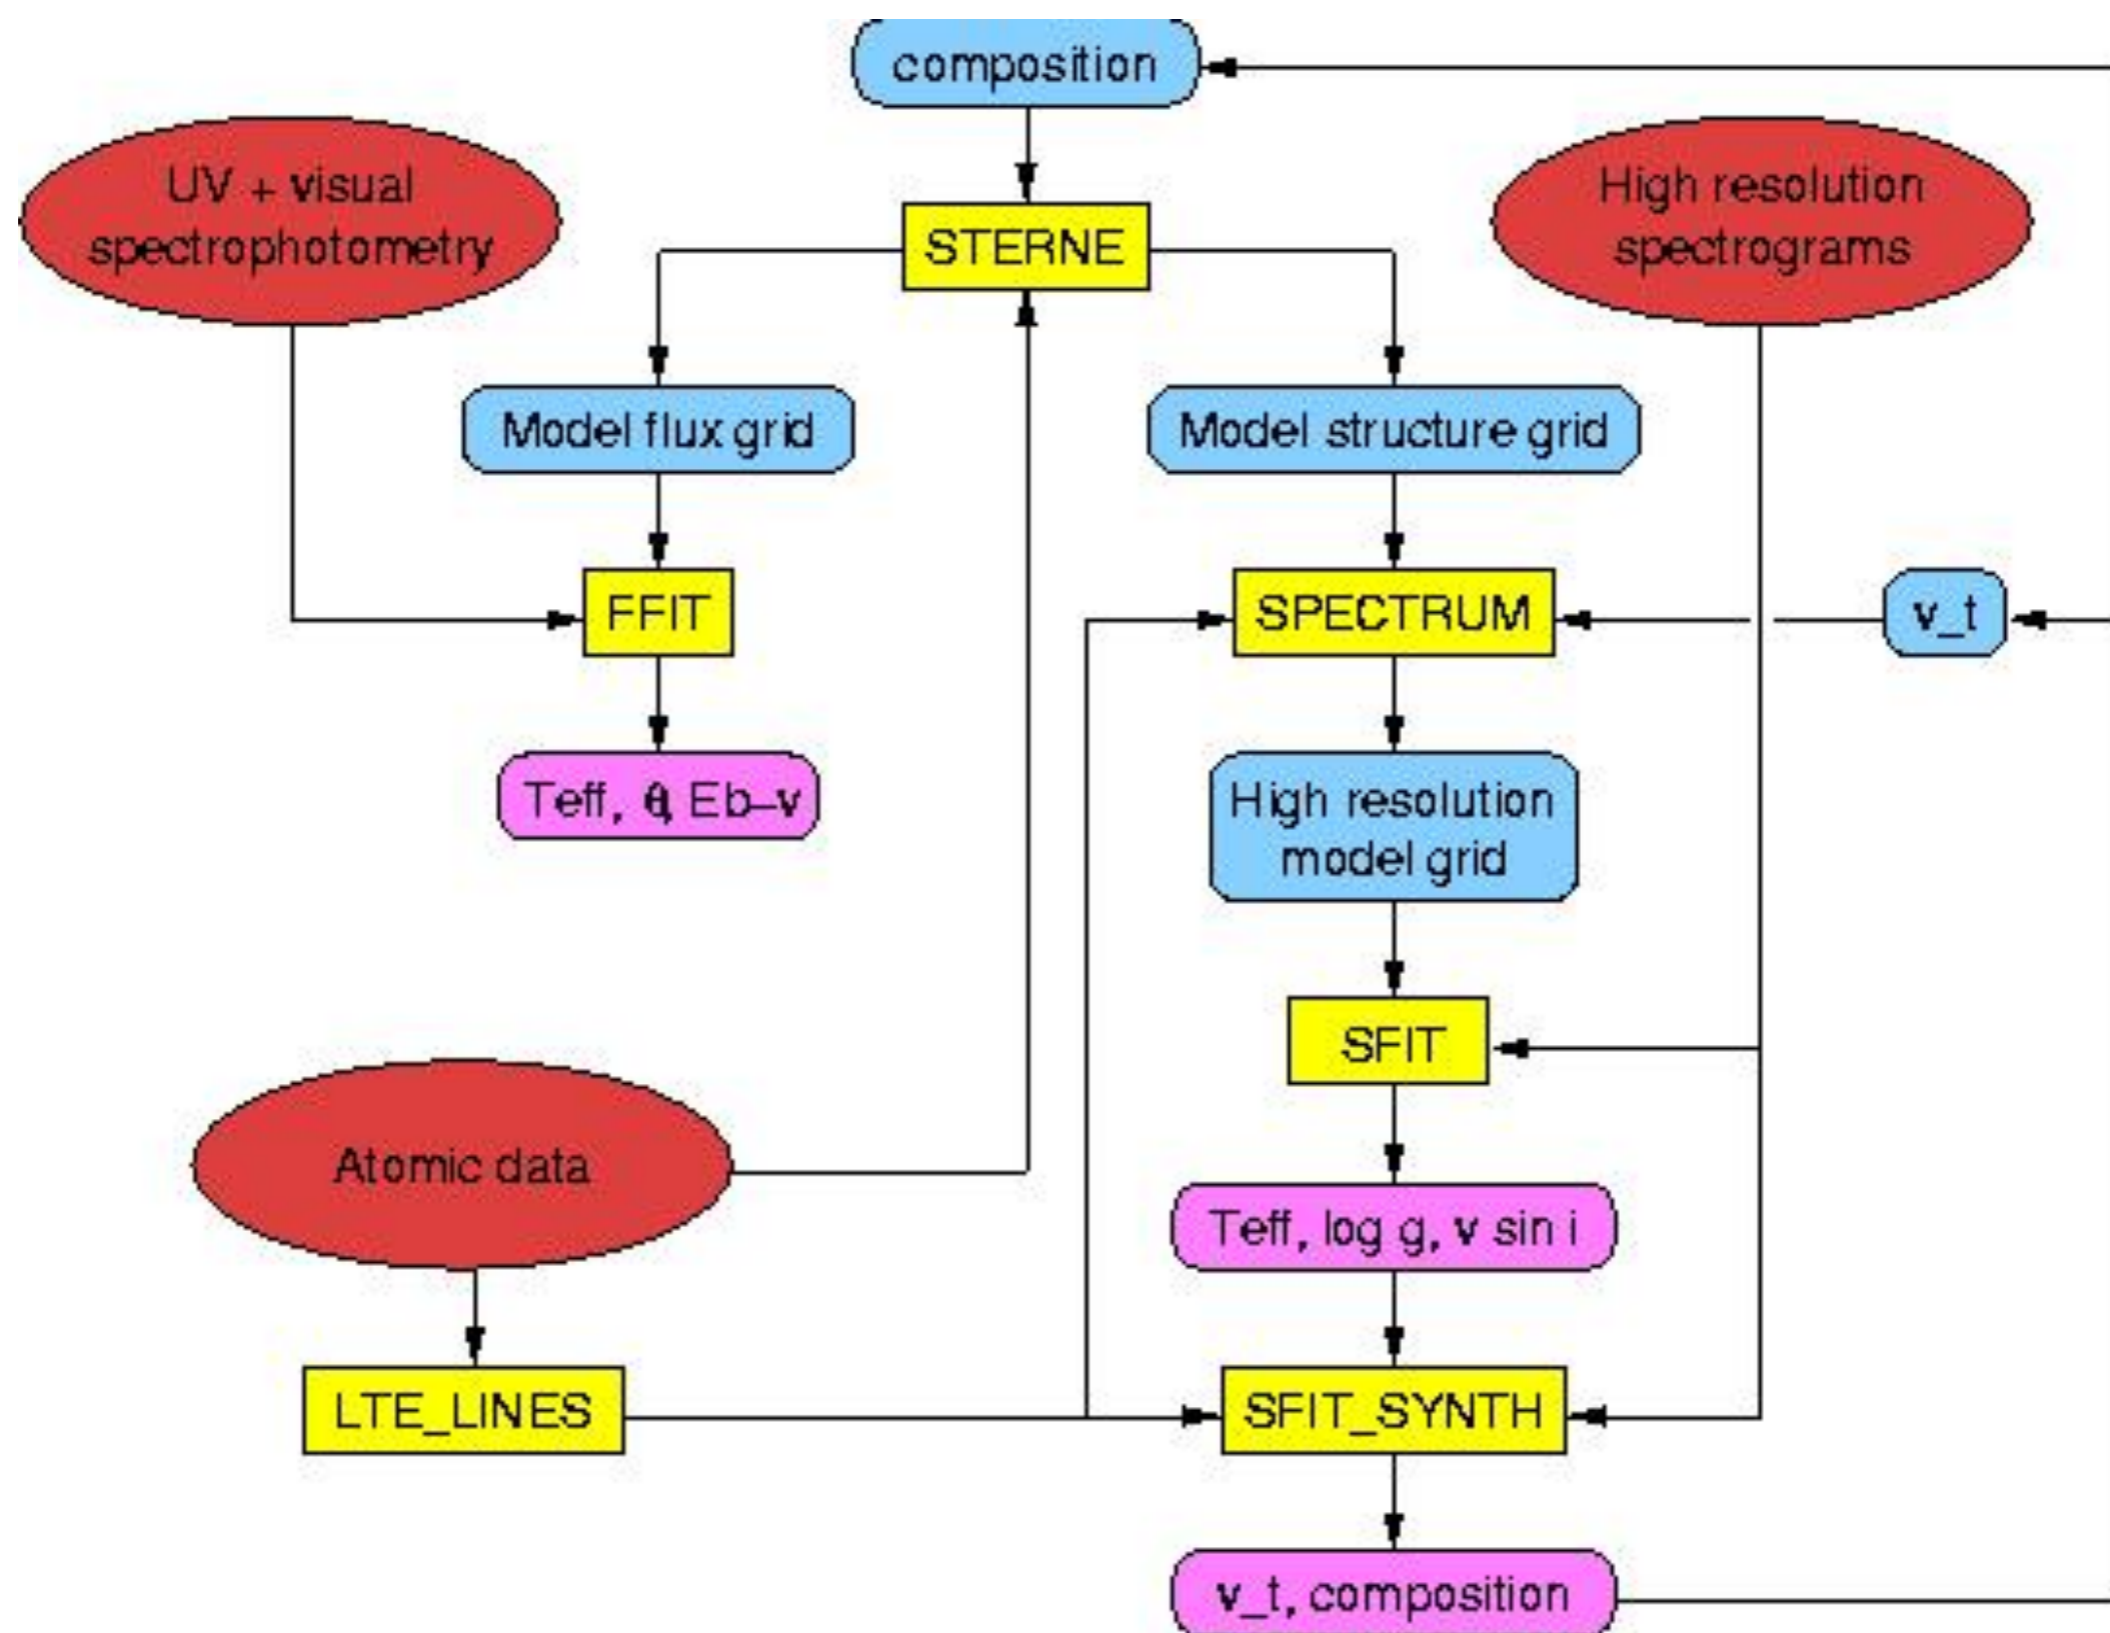 composition
UV + visual
spectrophotometry
High resolution
spectrograms
STERNE
Model flux grid
Model structure grid
FFIT
SPECTRUM
v_t
Teff, θ, Eb–v
High resolution
model grid
SFIT
Atomic data
Teff, log g, v sin i
LTE_LINES
SFIT_SYNTH
v_t, composition